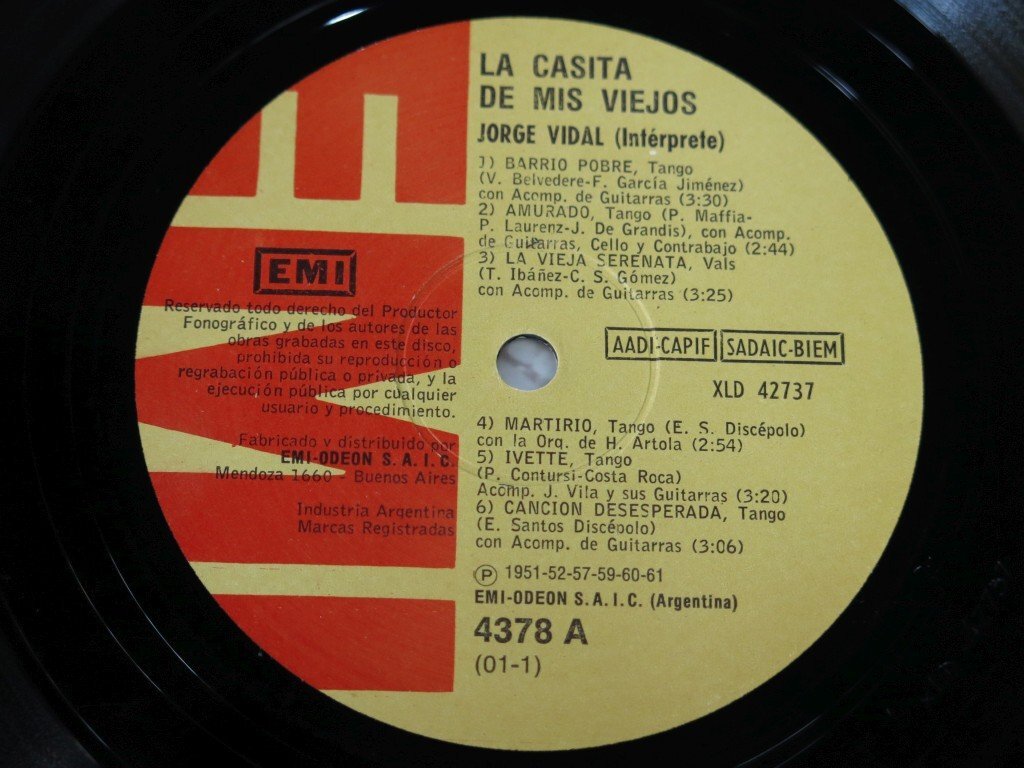 LA CASITA
DE MIS VIEJOS
JORGE VIDAL (Intérprete)
1) BARRIO POBRE, Tango
(V. Belvedere-F. García Jiménez)
con Acomp. de Guitarras (3:30)
2) AMURADO, Tango (P. Maffia-
P. Laurenz-J. De Grandis), con Acomp.
de Guitarras, Cello y Contrabajo (2:44)
3) LA VIEJA SERENATA, Vals
(T. Ibáñez-C. S. Gómez)
con Acomp. de Guitarras (3:25)
EMI
EMI
Reservado todo derecho del Productor
Fonográfico y de los autores de las
obras grabadas en este disco,
prohibida su reproducción o
regrabación pública o privada, y la
ejecución pública por cualquier
usuario y procedimiento.
Fabricado y distribuido por
EMI-ODEON S. A. I. C.
Mendoza 1660 - Buenos Aires
Industria Argentina
Marcas Registradas
AADI-CAPIF SADAIC-BIEM
XLD 42737
4) MARTIRIO, Tango (E. S. Discépolo)
con la Orq. de H. Artola (2:54)
5) IVETTE, Tango
(P. Contursi-Costa Roca)
Acomp. J. Vila y sus Guitarras (3:20)
6) CANCION DESESPERADA, Tango
(E. Santos Discépolo)
con Acomp. de Guitarras (3:06)
Ⓟ 1951-52-57-59-60-61
EMI-ODEON S. A. I. C. (Argentina)
4378 A
(01-1)